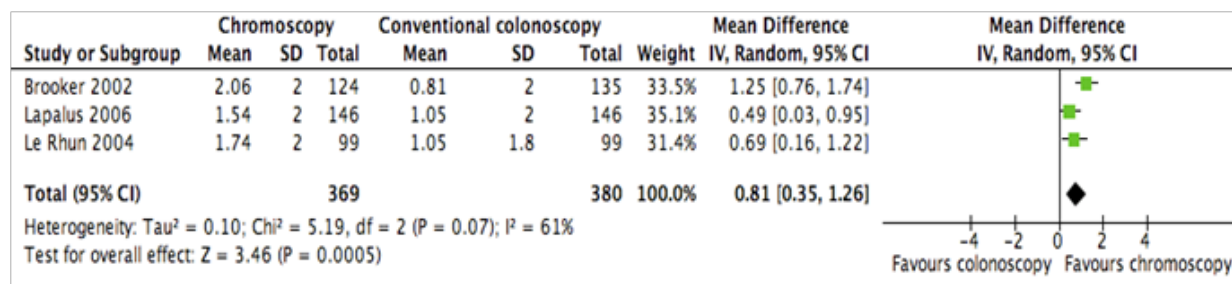 Chromoscopy Conventional colonoscopy Mean Difference Mean Difference
Study or Subgroup Mean SD Total Mean SD Total Weight IV, Random, 95% CI IV, Random, 95% CI
Brooker 2002 2.06 2 124 0.81 2 135 33.5% 1.25 [0.76, 1.74]
Lapalus 2006 1.54 2 146 1.05 2 146 35.1% 0.49 [0.03, 0.95]
Le Rhun 2004 1.74 2 99 1.05 1.8 99 31.4% 0.69 [0.16, 1.22]
Total (95% CI) 369 380 100.0% 0.81 [0.35, 1.26]
Heterogeneity: Tau² = 0.10; Chi² = 5.19, df = 2 (P = 0.07); I² = 61%
Test for overall effect: Z = 3.46 (P = 0.0005)
-4 -2 0 2 4
Favours colonoscopy Favours chromoscopy